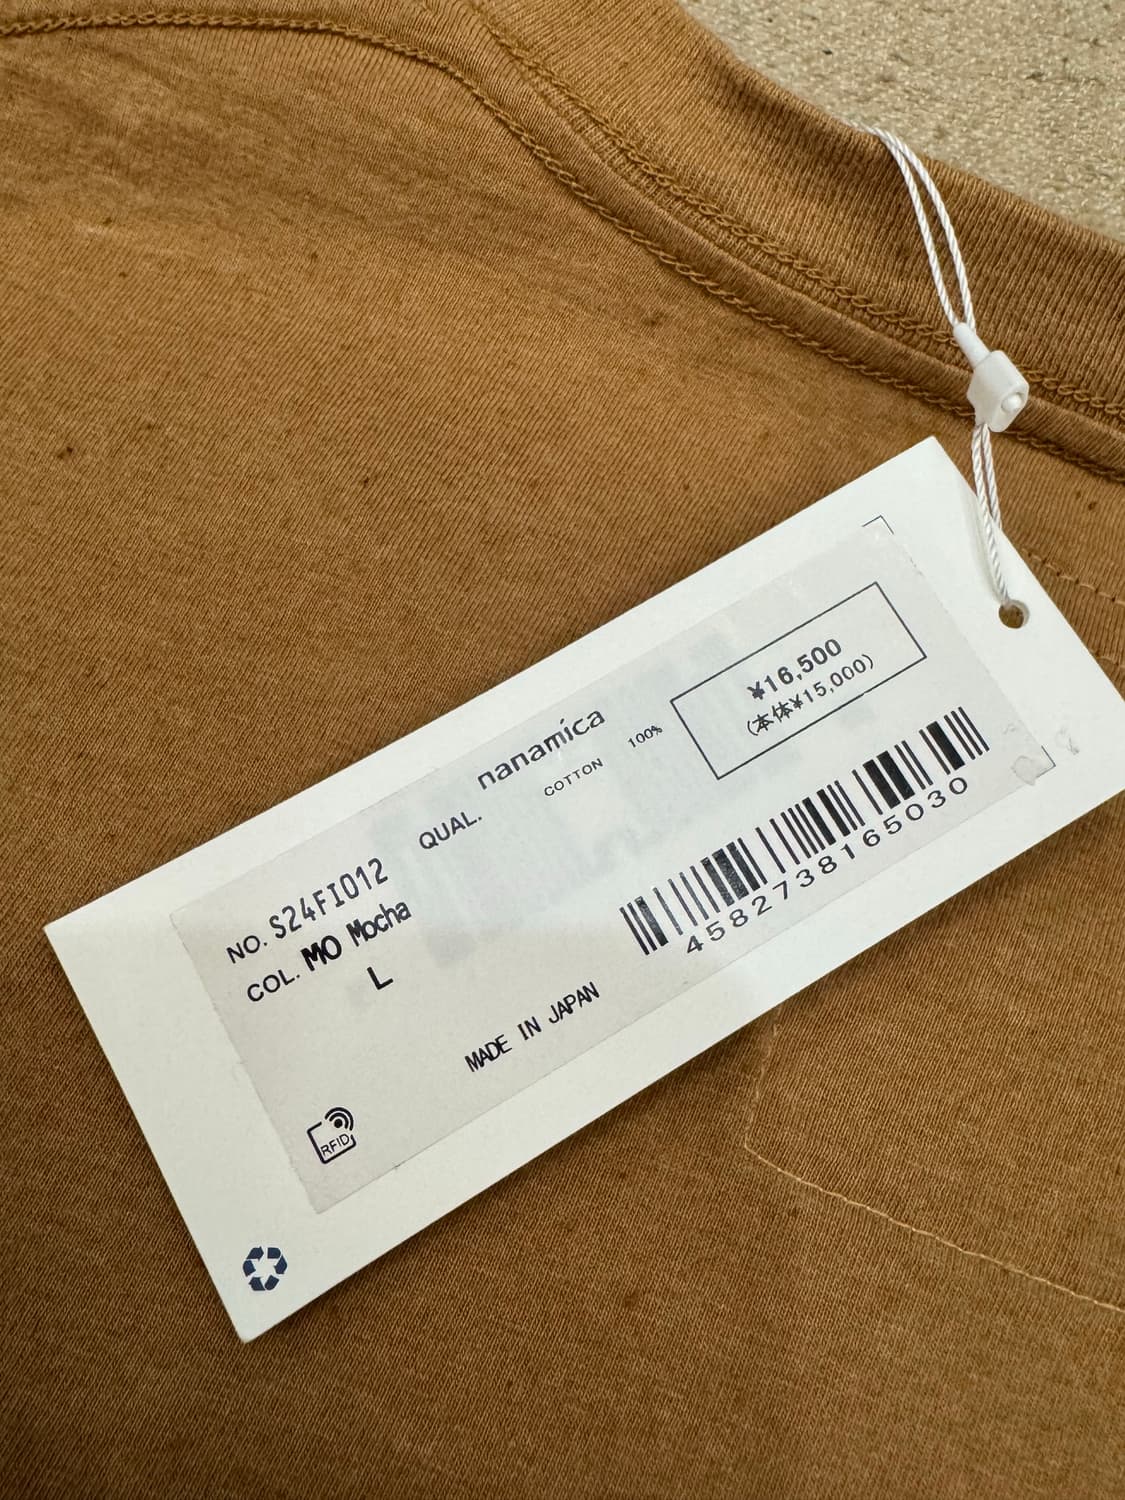 nanamica
NO. S24FI012
COL. MO Mocha
L
QUAL.
COTTON 100%
¥16,500
(本体¥15,000)
4582738165030
MADE IN JAPAN
RFID